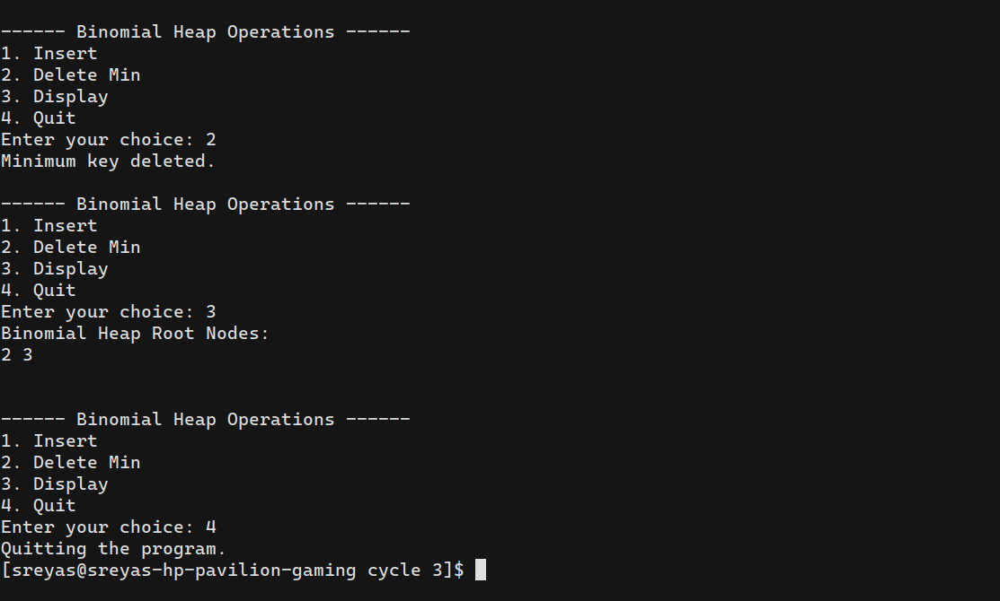 ------ Binomial Heap Operations ------
1. Insert
2. Delete Min
3. Display
4. Quit
Enter your choice: 2
Minimum key deleted.
------ Binomial Heap Operations ------
1. Insert
2. Delete Min
3. Display
4. Quit
Enter your choice: 3
Binomial Heap Root Nodes:
2 3
------ Binomial Heap Operations ------
1. Insert
2. Delete Min
3. Display
4. Quit
Enter your choice: 4
Quitting the program.
[sreyas@sreyas-hp-pavilion-gaming cycle 3]$